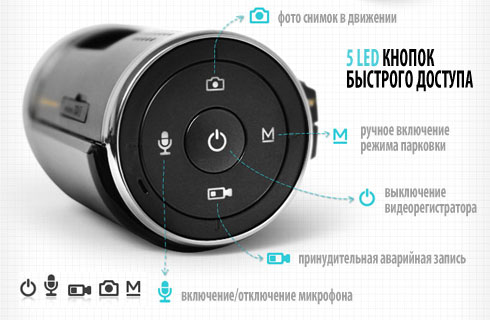 фото снимок в движении
5 LED КНОПОК
БЫСТРОГО ДОСТУПА
M
M
ручное включение
режима парковки
выключение
видеорегистратора
принудительная аварийная запись
M
включение/отключение микрофона